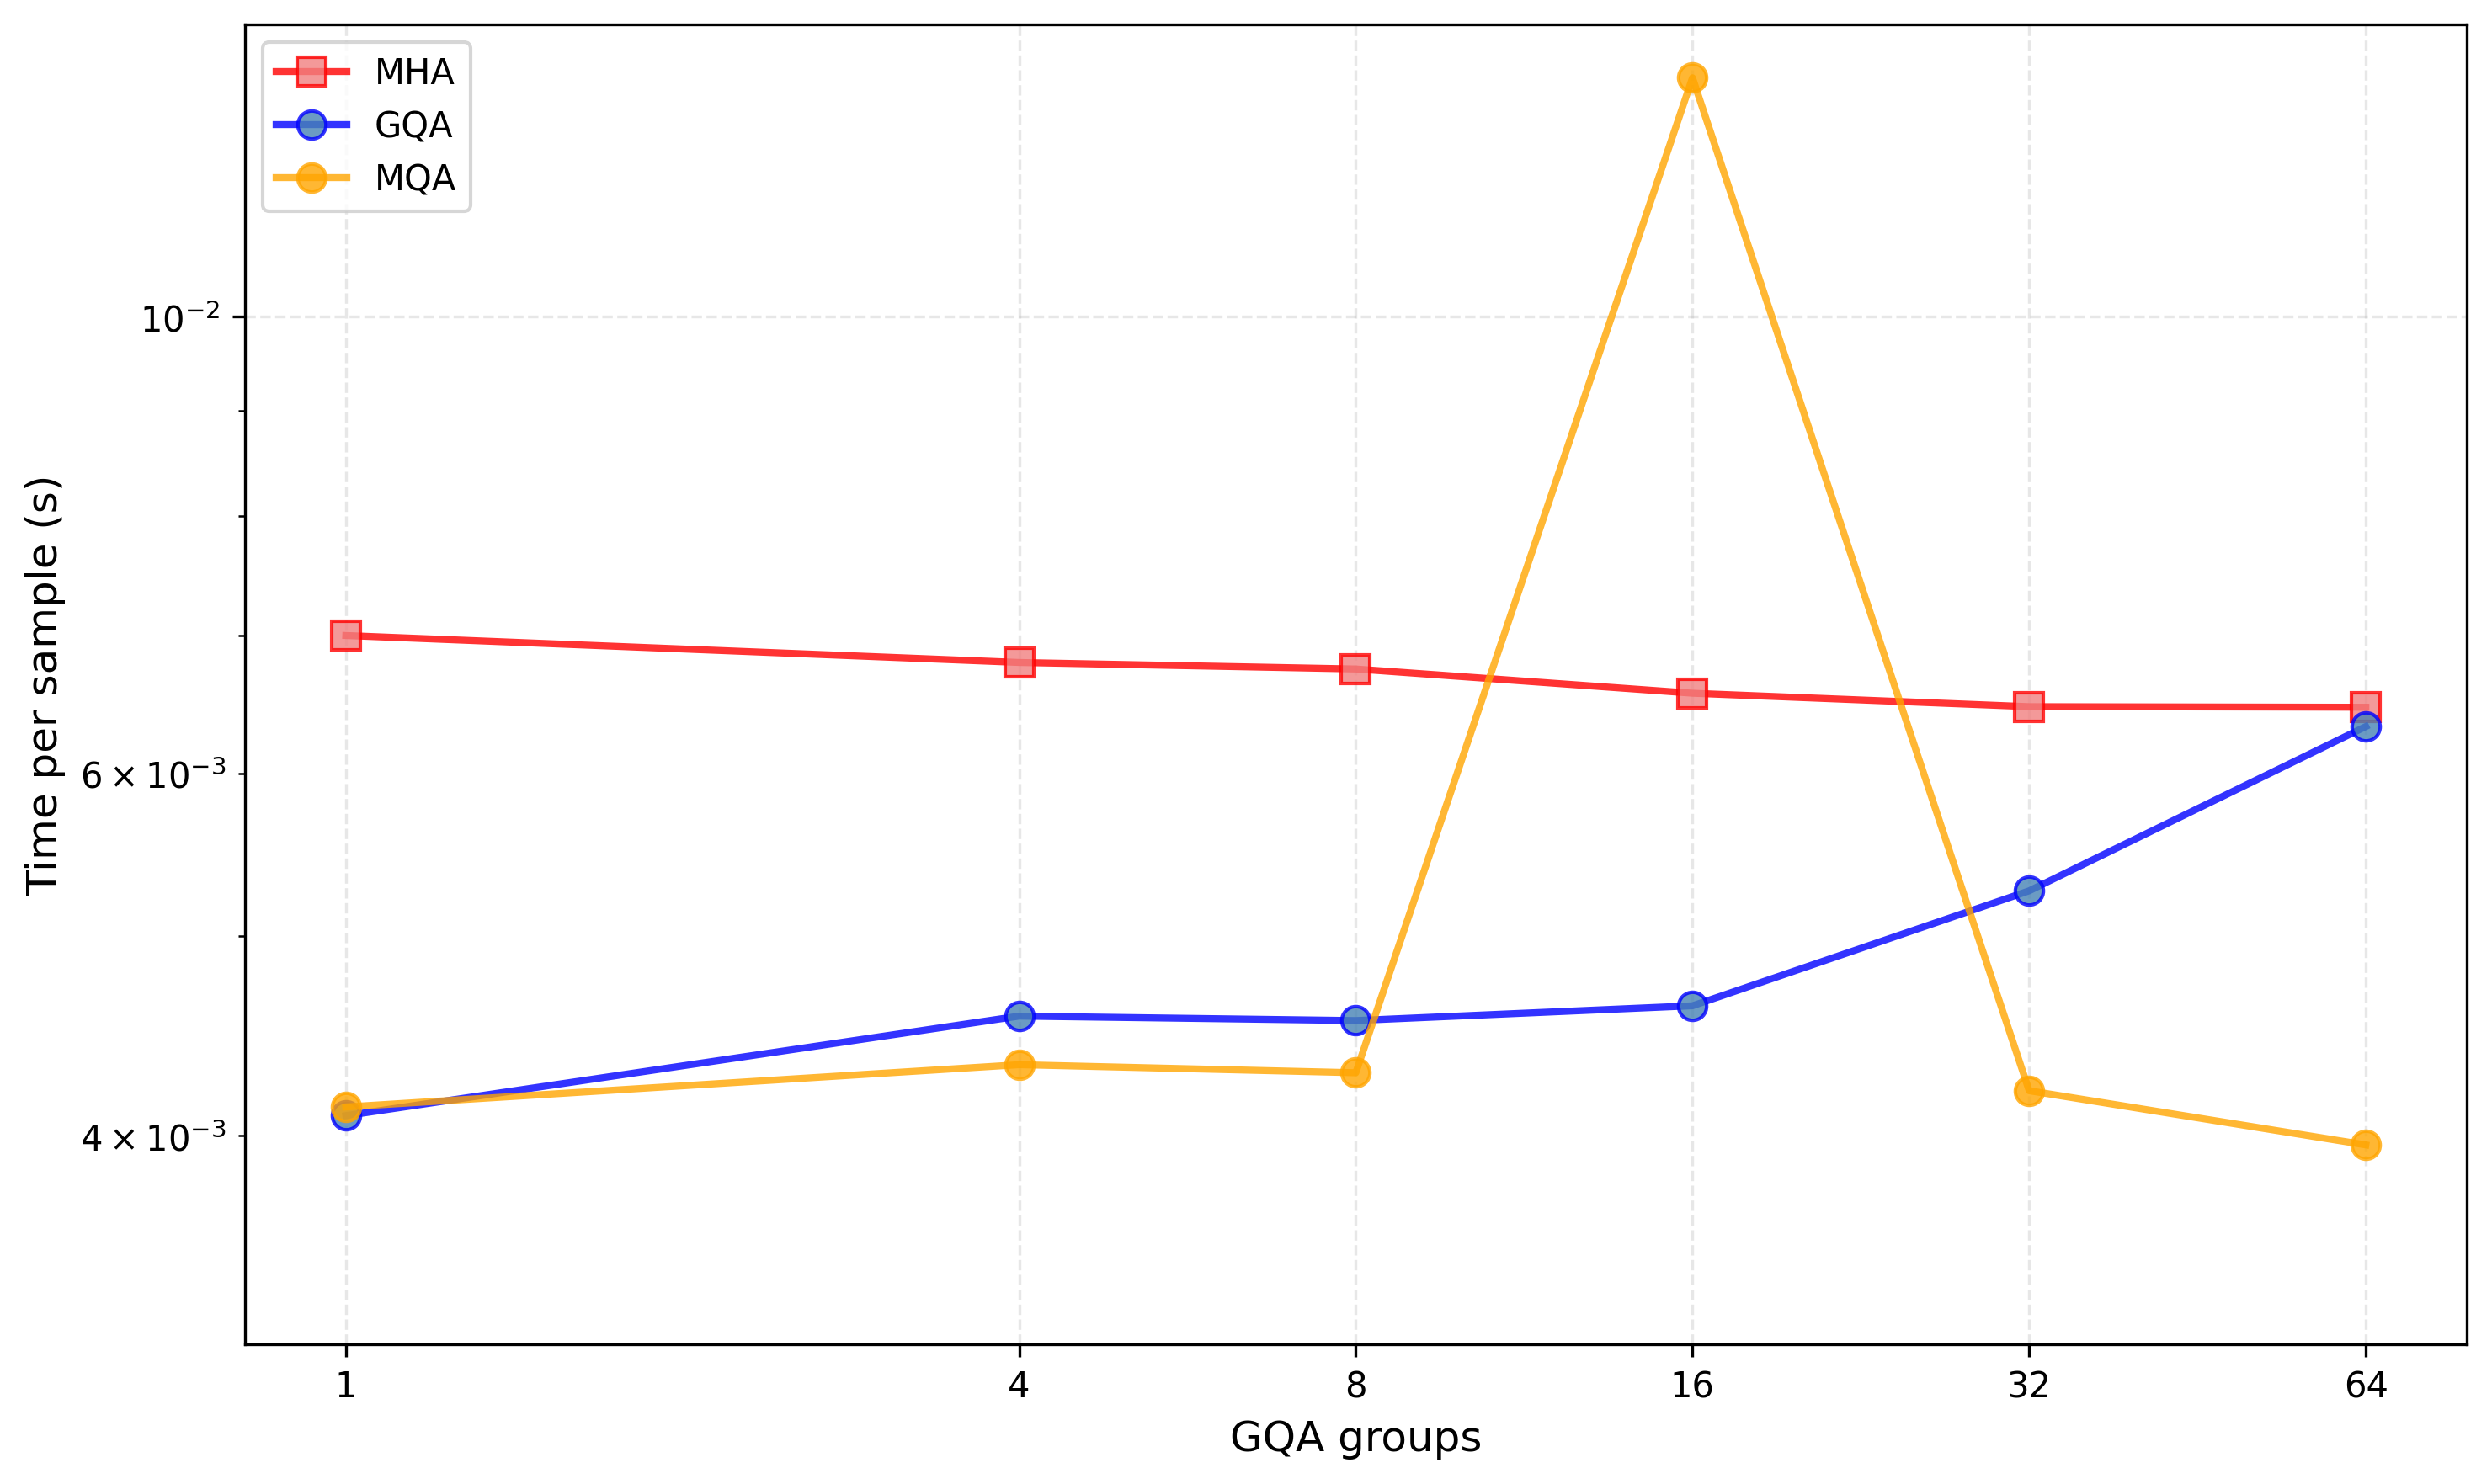 MHA
GQA
MQA
10⁻²
6 × 10⁻³
4 × 10⁻³
Time per sample (s)
1 4 8 16 32 64
GQA groups